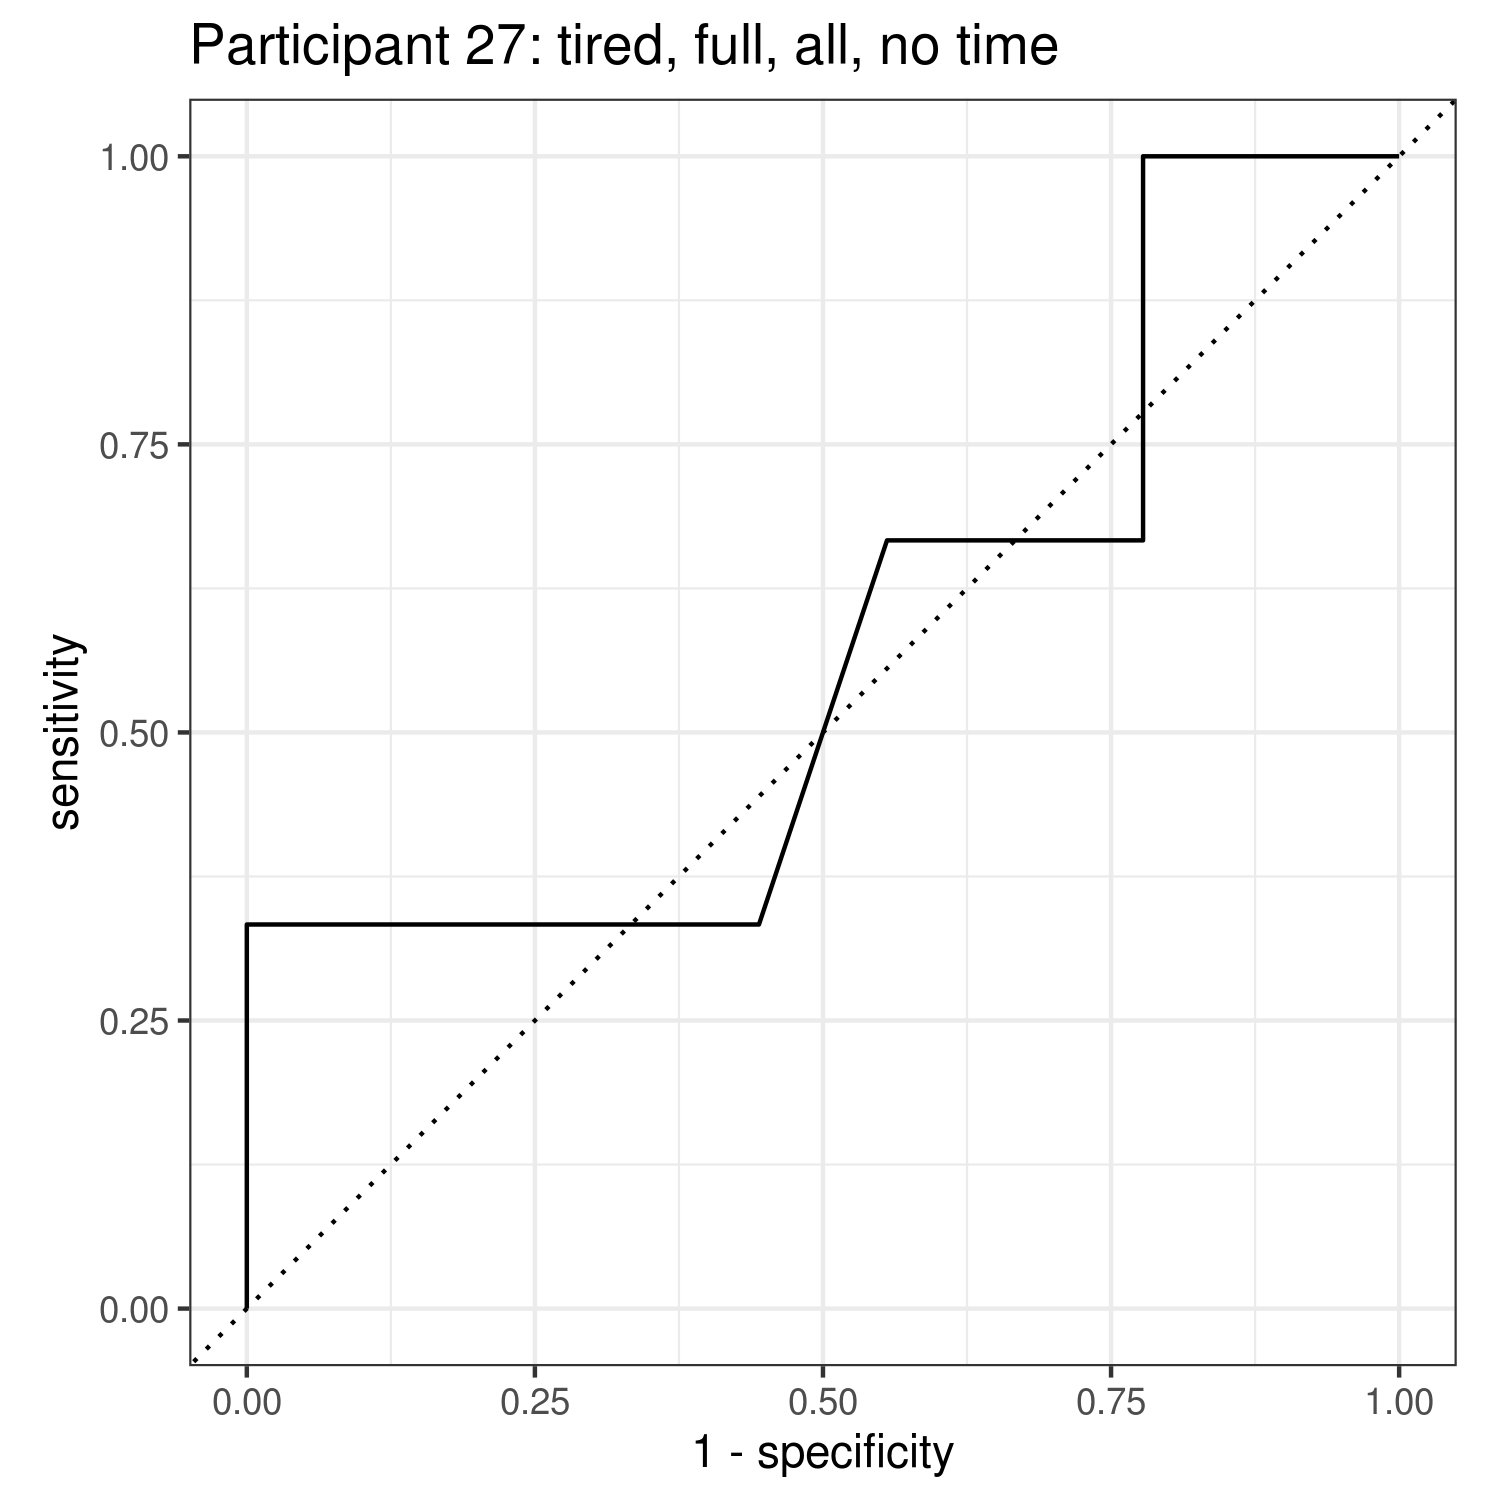 Participant 27: tired, full, all, no time
1.00
0.75
0.50
0.25
0.00
sensitivity
0.00 0.25 0.50 0.75 1.00
1 - specificity